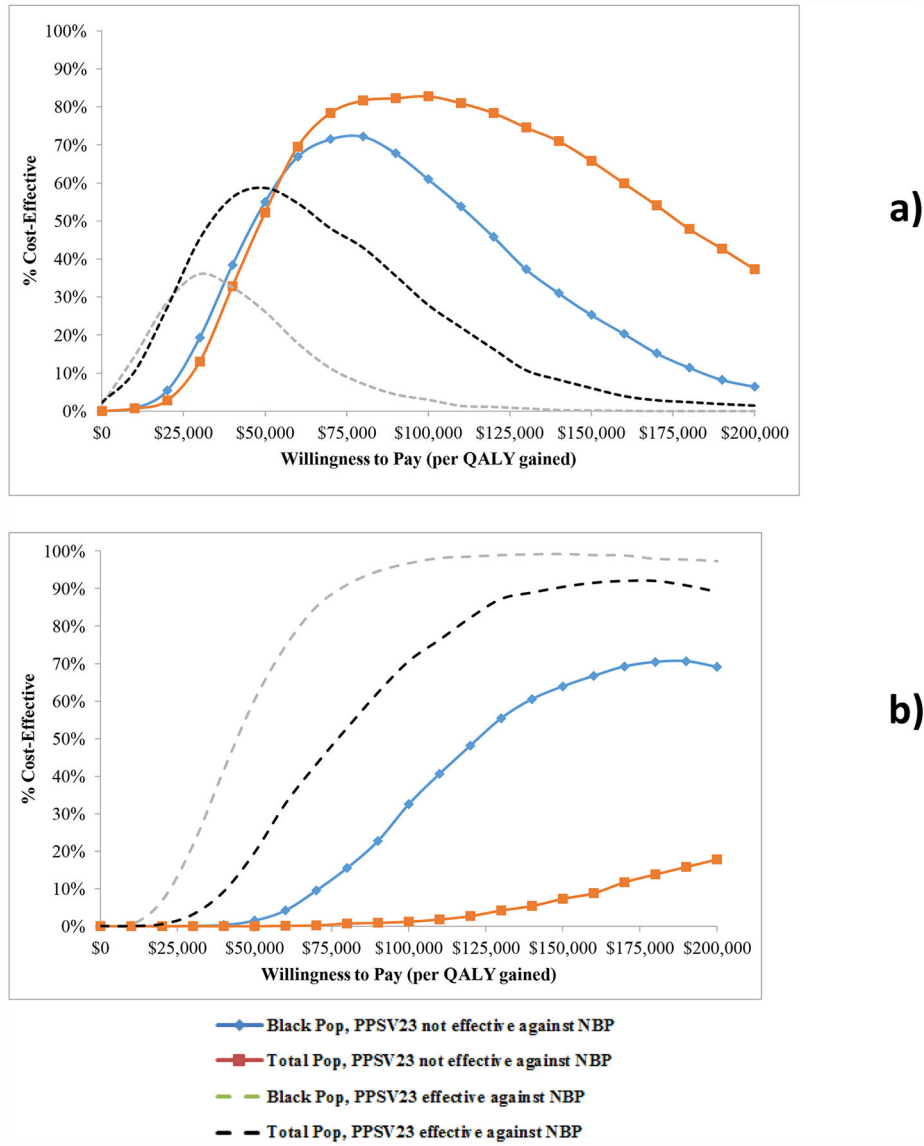 100%
90%
80%
70%
60%
50%
40%
30%
20%
10%
0%
% Cost-Effective
$0 $25,000 $50,000 $75,000 $100,000 $125,000 $150,000 $175,000 $200,000
Willingness to Pay (per QALY gained)
a)
100%
90%
80%
70%
60%
50%
40%
30%
20%
10%
0%
% Cost-Effective
$0 $25,000 $50,000 $75,000 $100,000 $125,000 $150,000 $175,000 $200,000
Willingness to Pay (per QALY gained)
b)
Black Pop, PPSV23 not effective against NBP
Total Pop, PPSV23 not effective against NBP
Black Pop, PPSV23 effective against NBP
Total Pop, PPSV23 effective against NBP